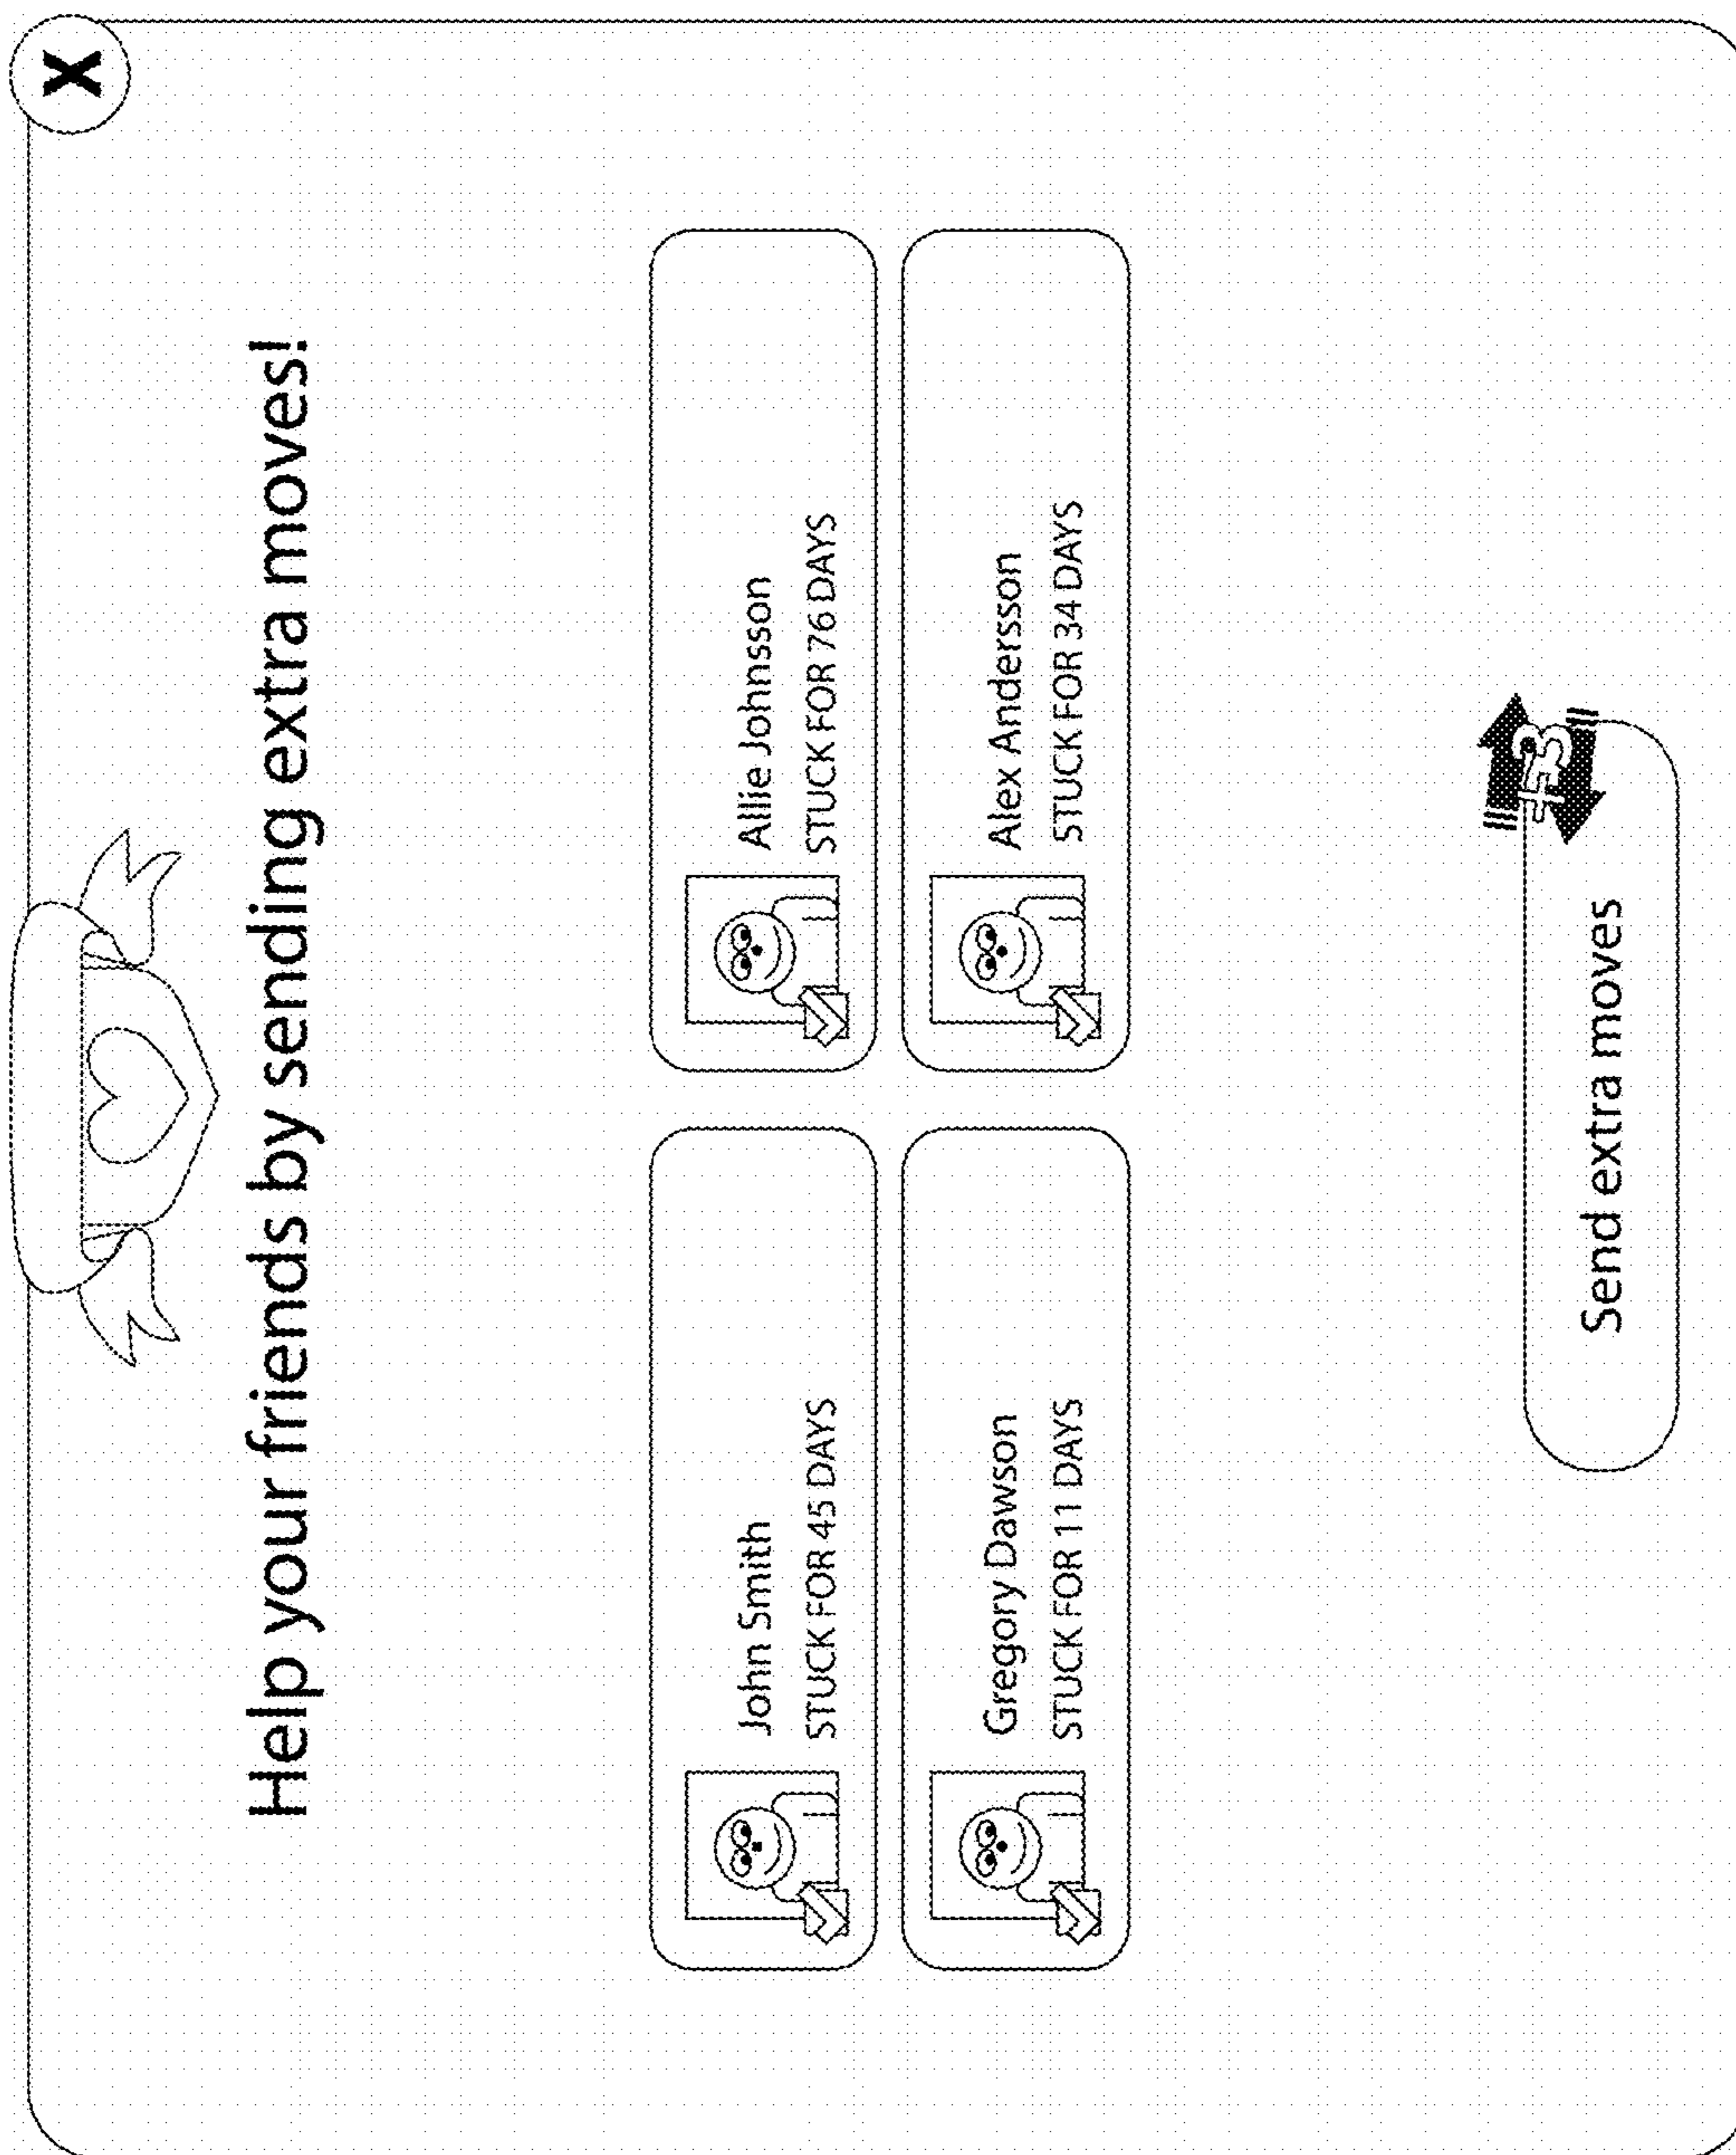 X
Help your friends by sending extra moves!
John Smith
STUCK FOR 45 DAYS
Allie Johnsson
STUCK FOR 76 DAYS
Gregory Dawson
STUCK FOR 11 DAYS
Alex Andersson
STUCK FOR 34 DAYS
+3
Send extra moves